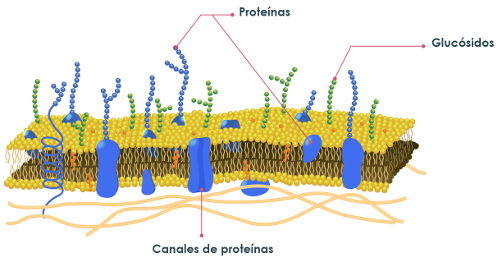 Proteínas
Glucósidos
Canales de proteínas